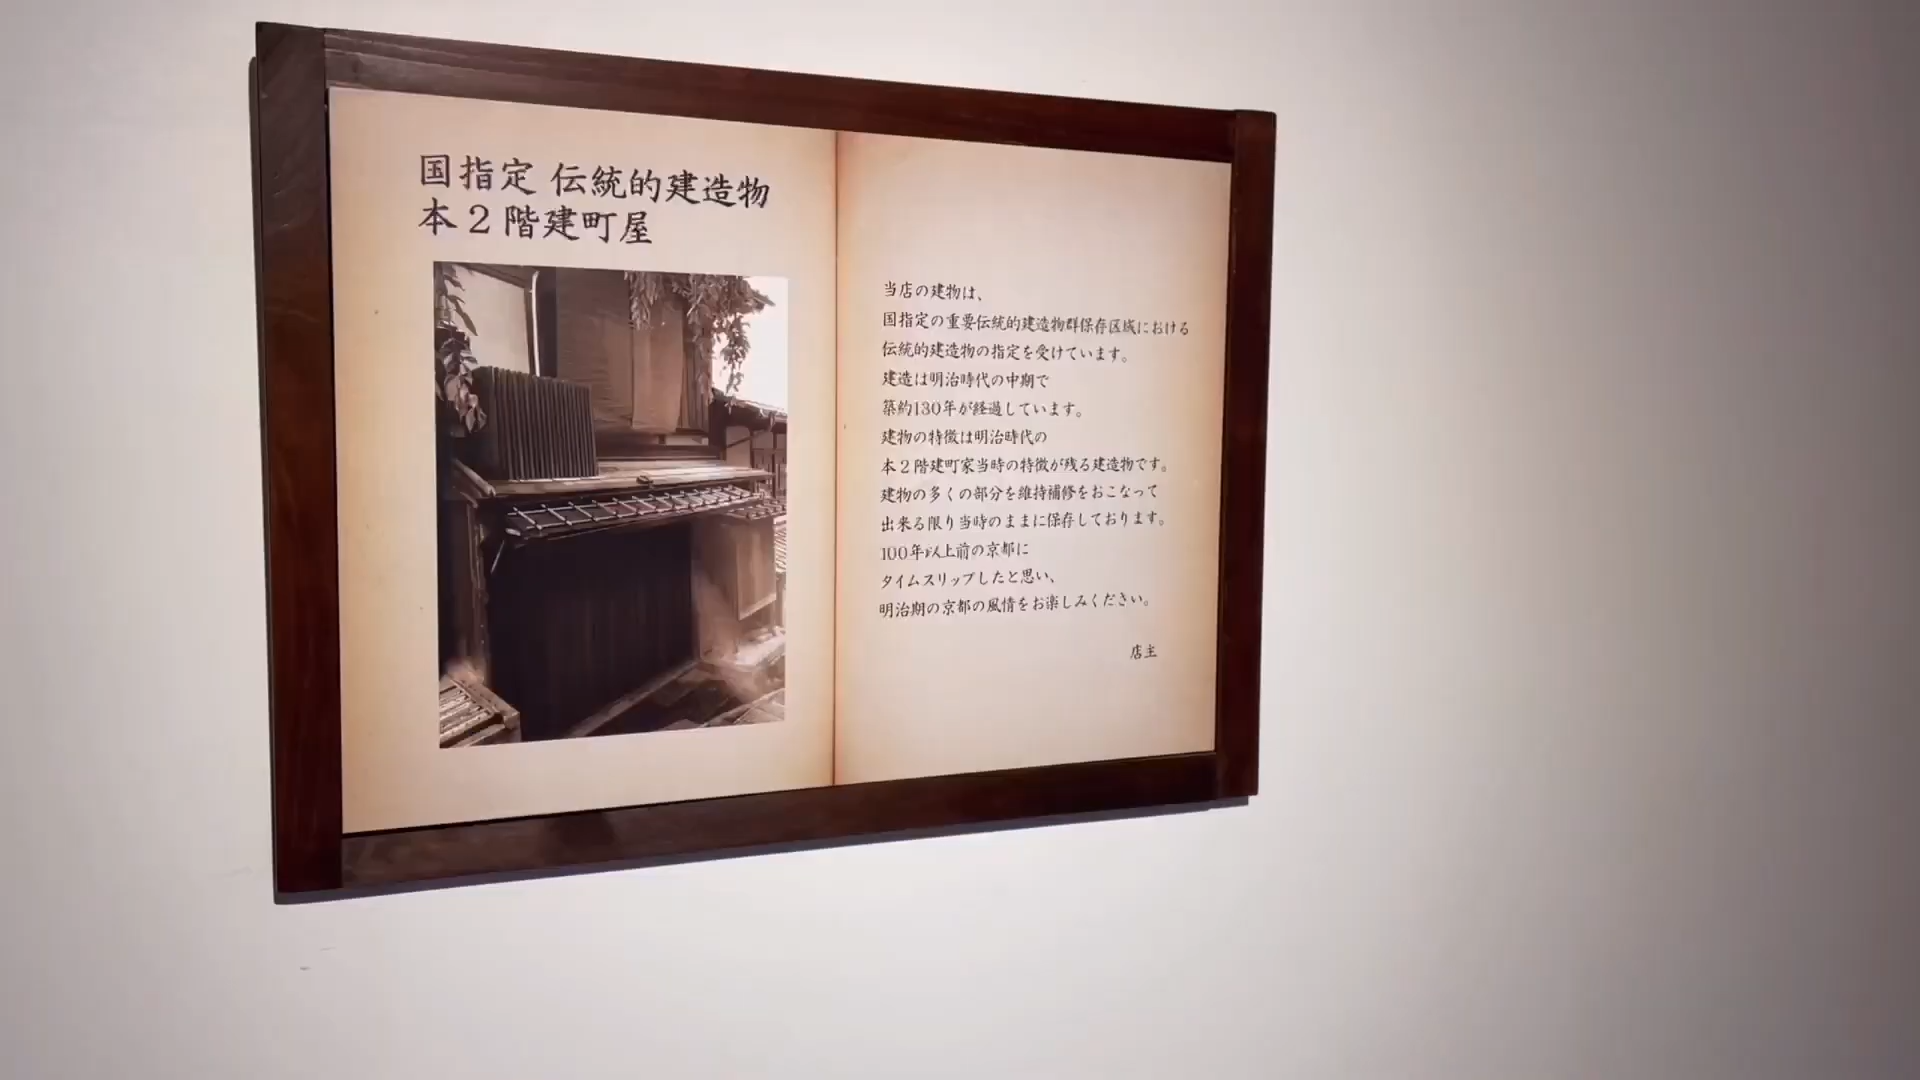 国指定 伝統的建造物
本2階建町屋
当店の建物は、
国指定の重要伝統的建造物群保存区域における
伝統的建造物の指定を受けています。
建造は明治時代の中期で
築約130年が経過しています。
建物の特徴は明治時代の
本2階建町家当時の特徴が残る建造物です。
建物の多くの部分を維持補修をおこなって
出来る限り当時のままに保存しております。
100年以上前の京都に
タイムスリップしたと思い、
明治期の京都の風情をお楽しみください。
店主